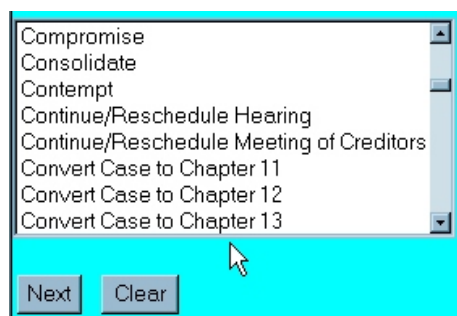 Compromise
Consolidate
Contempt
Continue/Reschedule Hearing
Continue/Reschedule Meeting of Creditors
Convert Case to Chapter 11
Convert Case to Chapter 12
Convert Case to Chapter 13
Next Clear